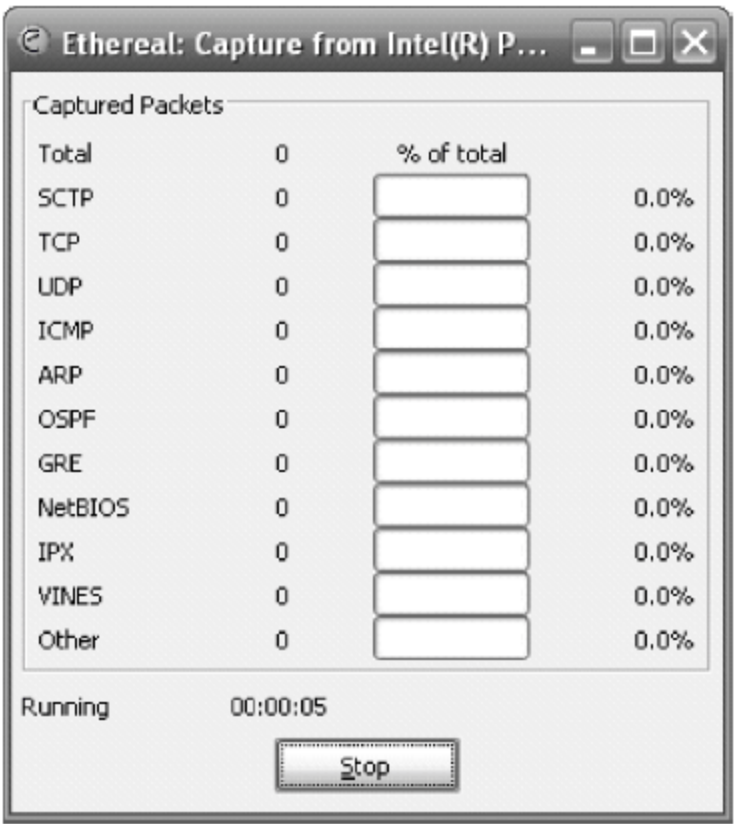 Ethereal: Capture from Intel(R) P...
Captured Packets
Total 0 % of total
SCTP 0 0.0%
TCP 0 0.0%
UDP 0 0.0%
ICMP 0 0.0%
ARP 0 0.0%
OSPF 0 0.0%
GRE 0 0.0%
NetBIOS 0 0.0%
IPX 0 0.0%
VINES 0 0.0%
Other 0 0.0%
Running 00:00:05
Stop